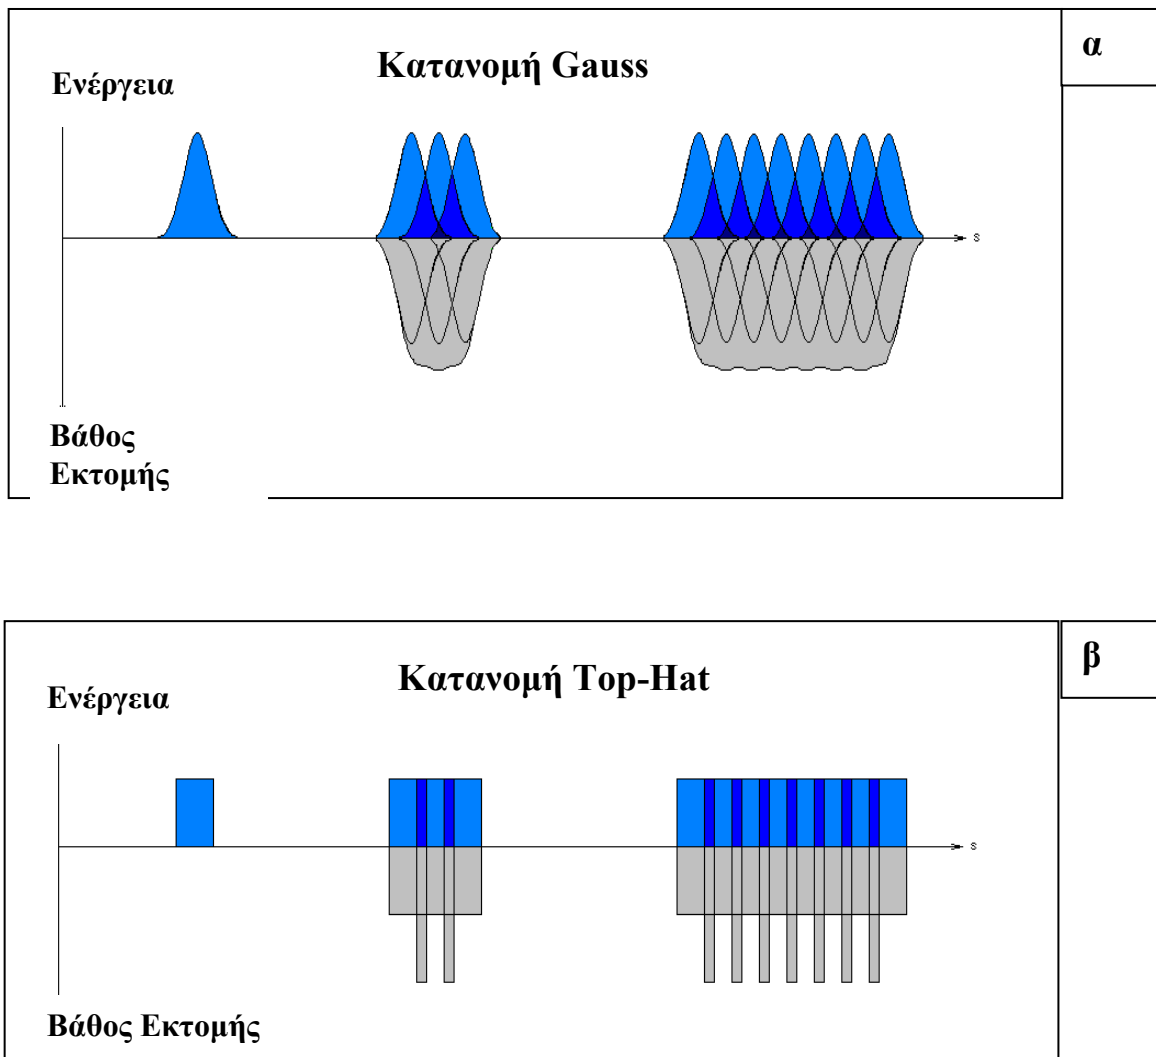 α
Κατανομή Gauss
Ενέργεια
s
Βάθος
Εκτομής
β
Κατανομή Top-Hat
Ενέργεια
s
Βάθος Εκτομής